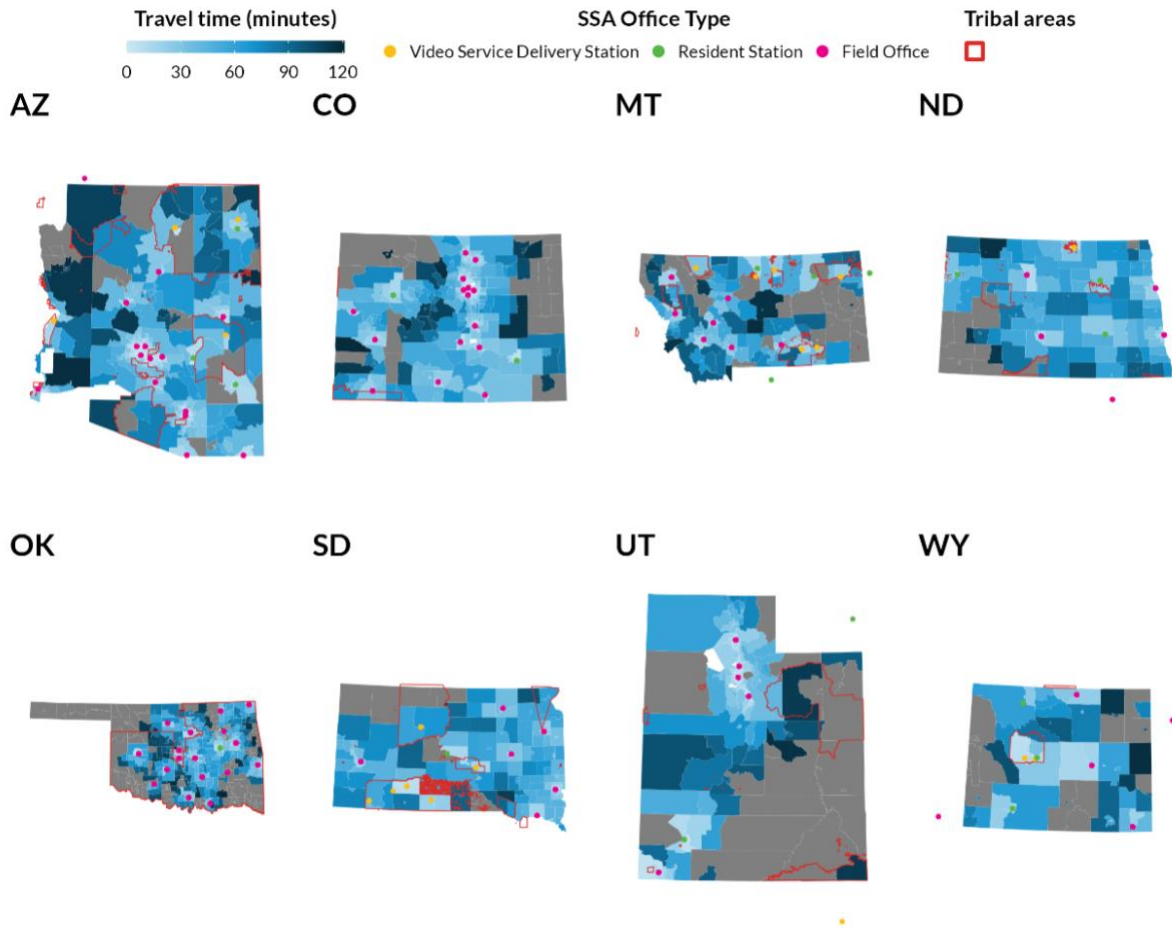 Travel time (minutes)
SSA Office Type
Tribal areas
Video Service Delivery Station
Resident Station
Field Office
0 30 60 90 120
AZ
CO
MT
ND
OK
SD
UT
WY